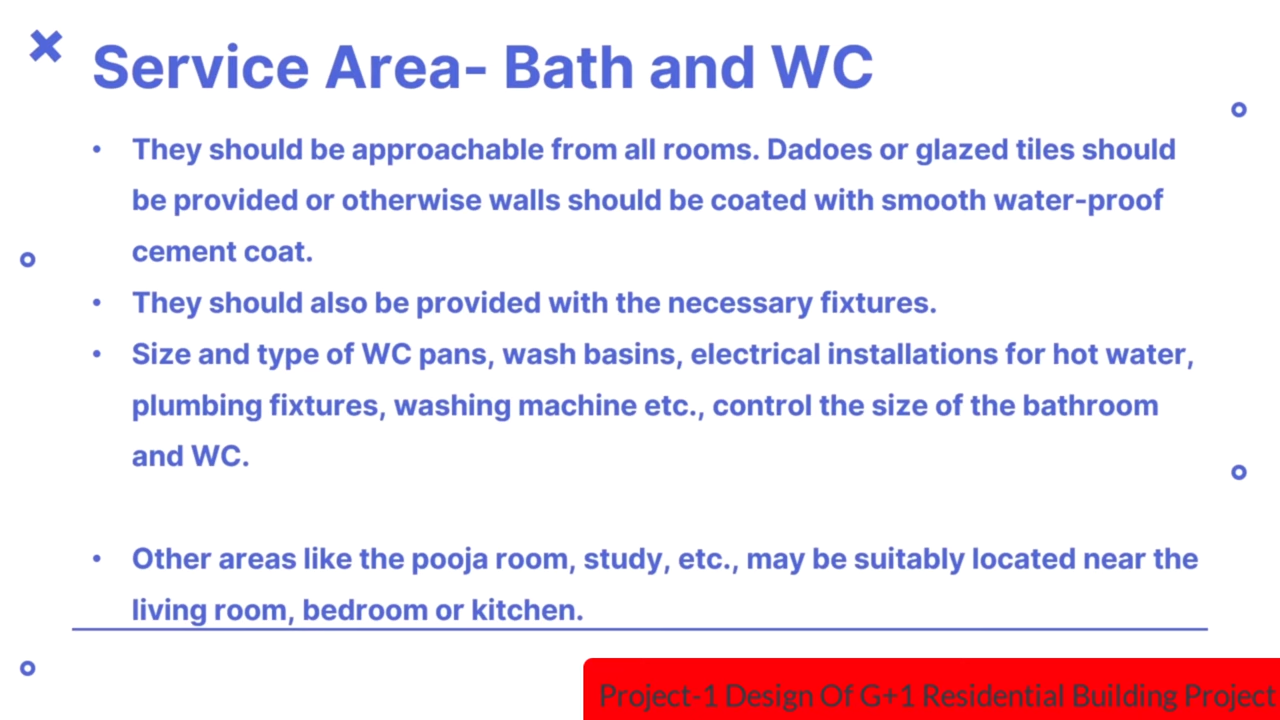 Service Area- Bath and WC
• They should be approachable from all rooms. Dadoes or glazed tiles should
be provided or otherwise walls should be coated with smooth water-proof
cement coat.
• They should also be provided with the necessary fixtures.
• Size and type of WC pans, wash basins, electrical installations for hot water,
plumbing fixtures, washing machine etc., control the size of the bathroom
and WC.
• Other areas like the pooja room, study, etc., may be suitably located near the
living room, bedroom or kitchen.
Project-1 Design Of G+1 Residential Building Project